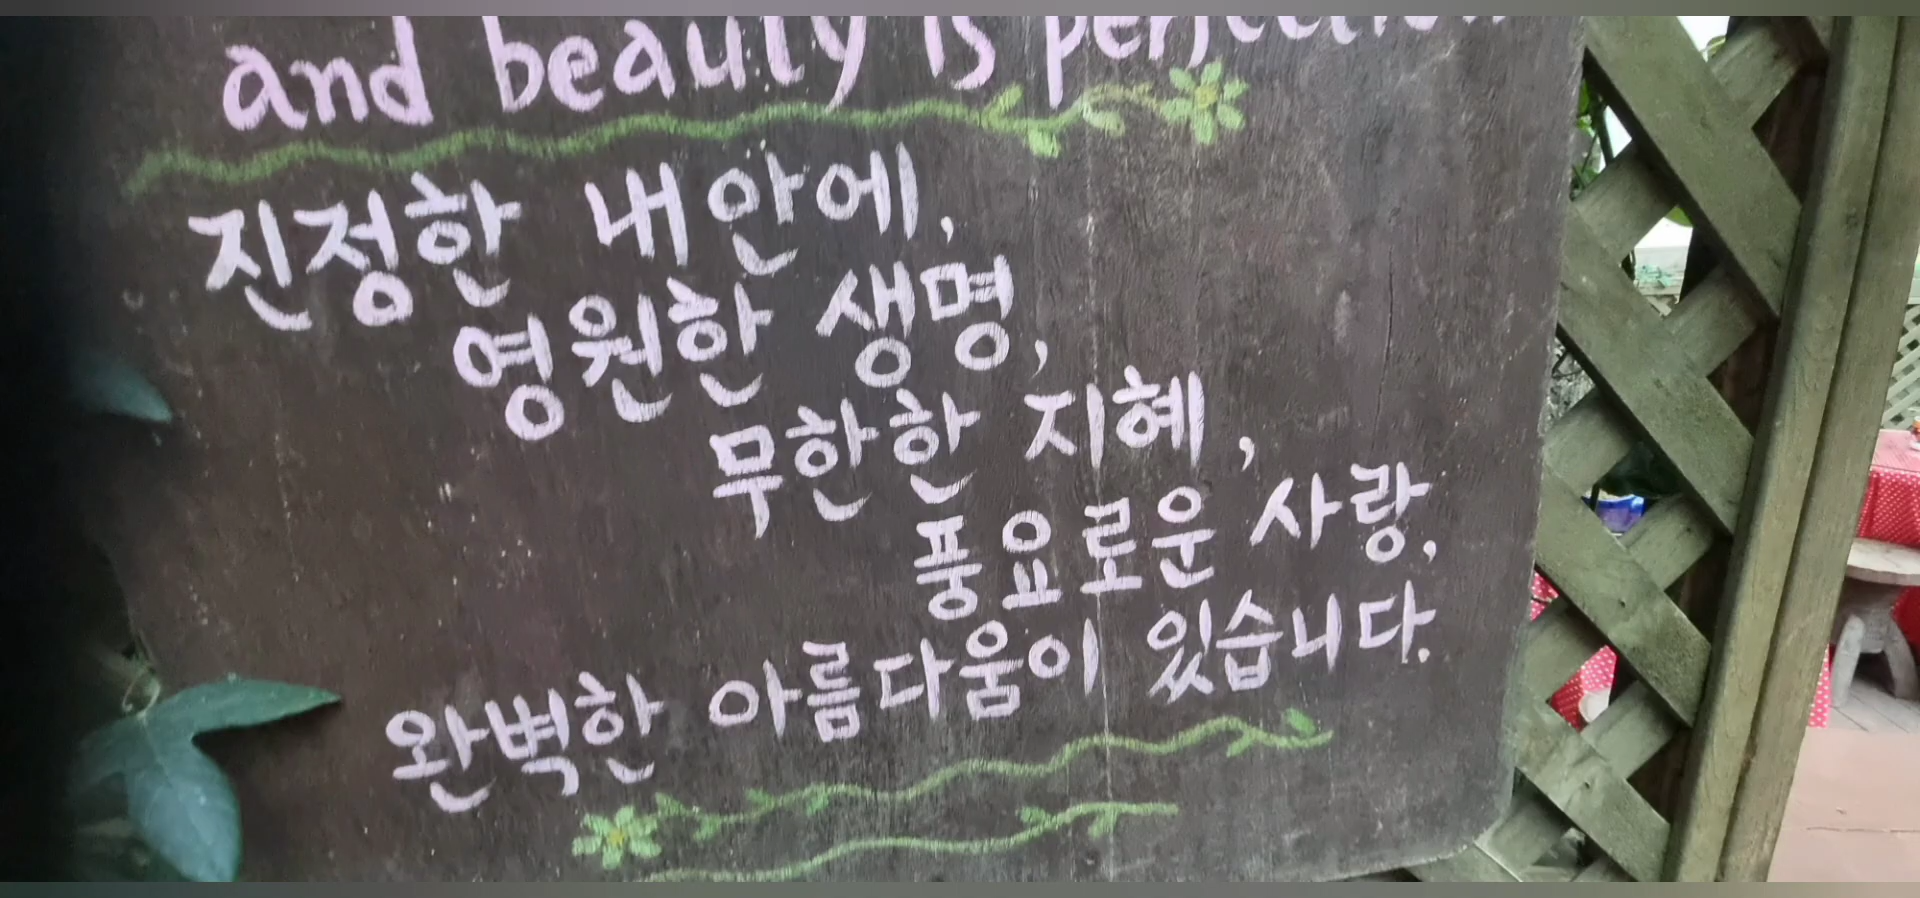 and beauty is perfection
진정한 내 안에,
영원한 생명,
무한한 지혜,
풍요로운 사랑,
완벽한 아름다움이 있습니다.